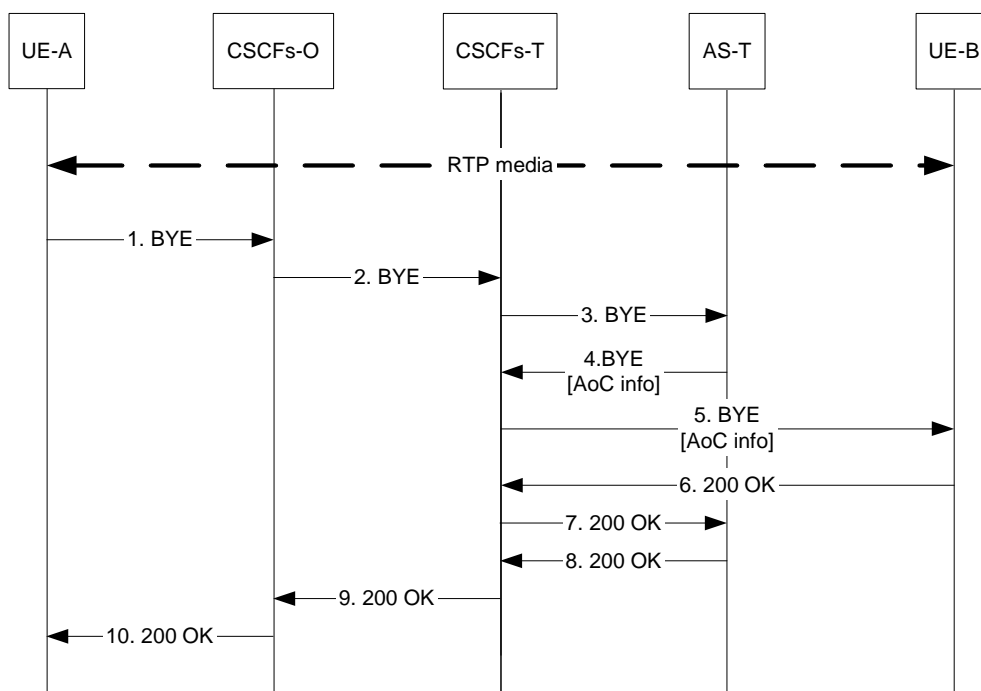 UE-A
CSCFs-O
CSCFs-T
AS-T
UE-B
RTP media
1. BYE
2. BYE
3. BYE
4.BYE
[AoC info]
5. BYE
[AoC info]
6. 200 OK
7. 200 OK
8. 200 OK
9. 200 OK
10. 200 OK